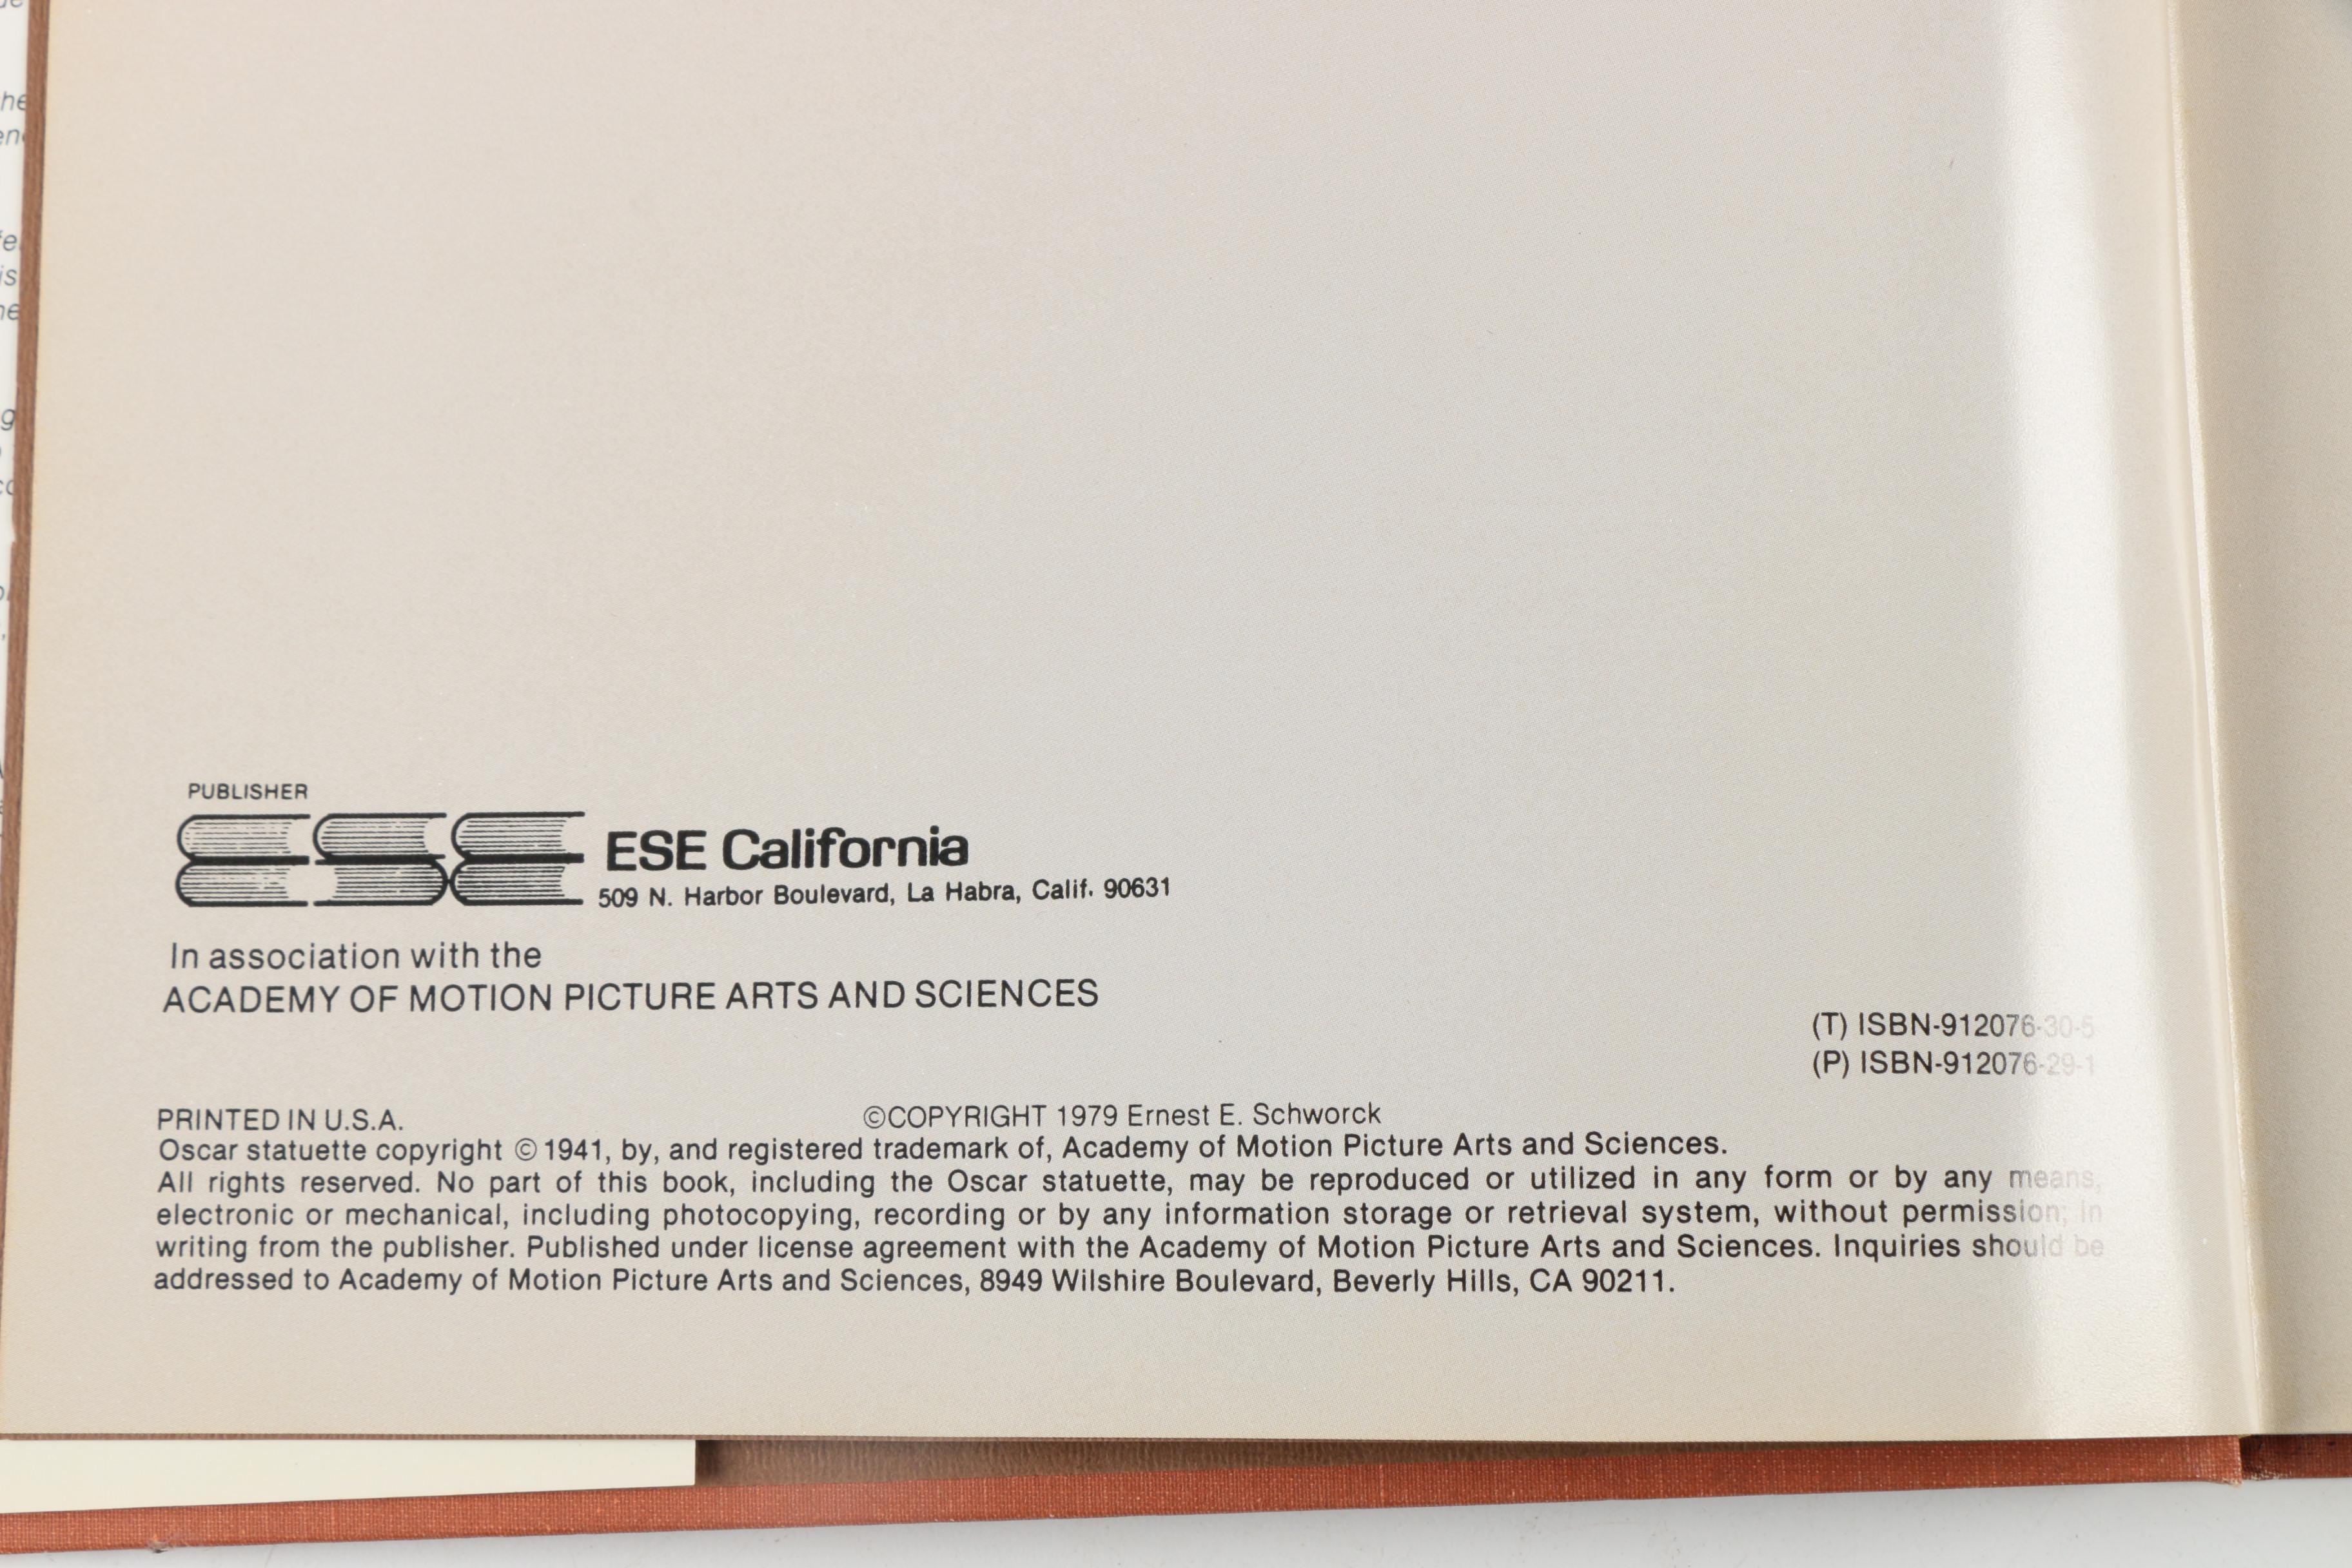 PUBLISHER
ESE ESE California
509 N. Harbor Boulevard, La Habra, Calif. 90631
In association with the
ACADEMY OF MOTION PICTURE ARTS AND SCIENCES
(T) ISBN-912076-30-5
(P) ISBN-912076-29-1
PRINTED IN U.S.A. ©COPYRIGHT 1979 Ernest E. Schworck
Oscar statuette copyright © 1941, by, and registered trademark of, Academy of Motion Picture Arts and Sciences.
All rights reserved. No part of this book, including the Oscar statuette, may be reproduced or utilized in any form or by any means,
electronic or mechanical, including photocopying, recording or by any information storage or retrieval system, without permission; in
writing from the publisher. Published under license agreement with the Academy of Motion Picture Arts and Sciences. Inquiries should be
addressed to Academy of Motion Picture Arts and Sciences, 8949 Wilshire Boulevard, Beverly Hills, CA 90211.